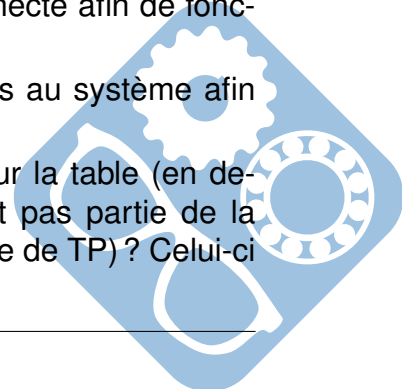 necté afin de fonc-
s au système afin
ur la table (en de-
t pas partie de la
e de TP) ? Celui-ci